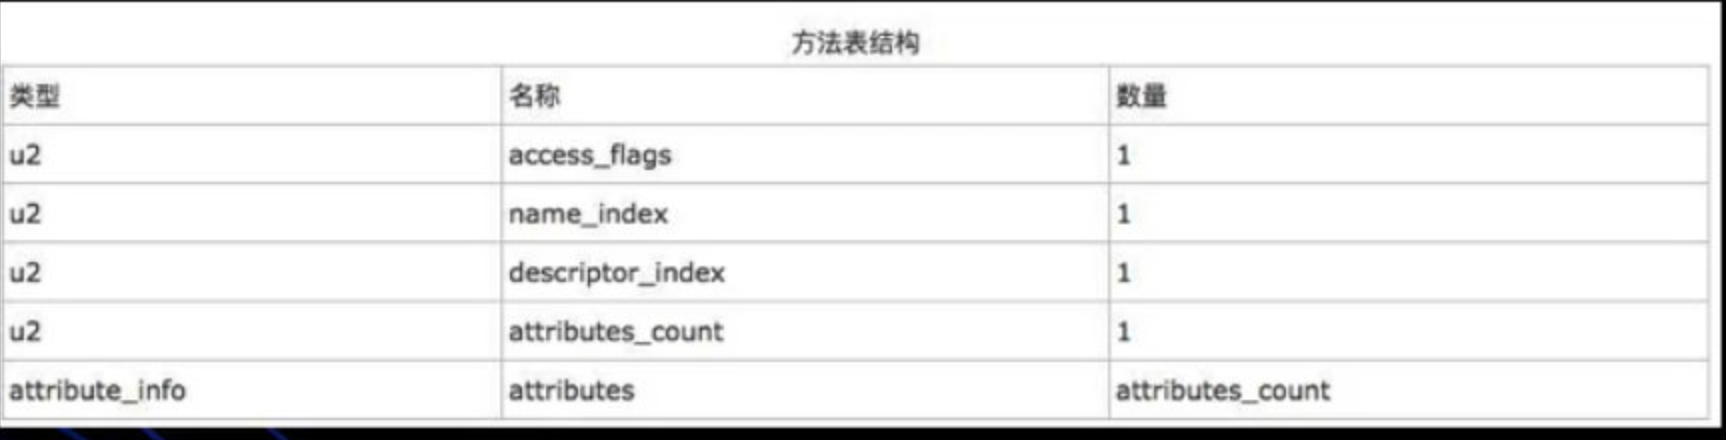 方法表结构
类型 名称 数量
u2 access_flags 1
u2 name_index 1
u2 descriptor_index 1
u2 attributes_count 1
attribute_info attributes attributes_count